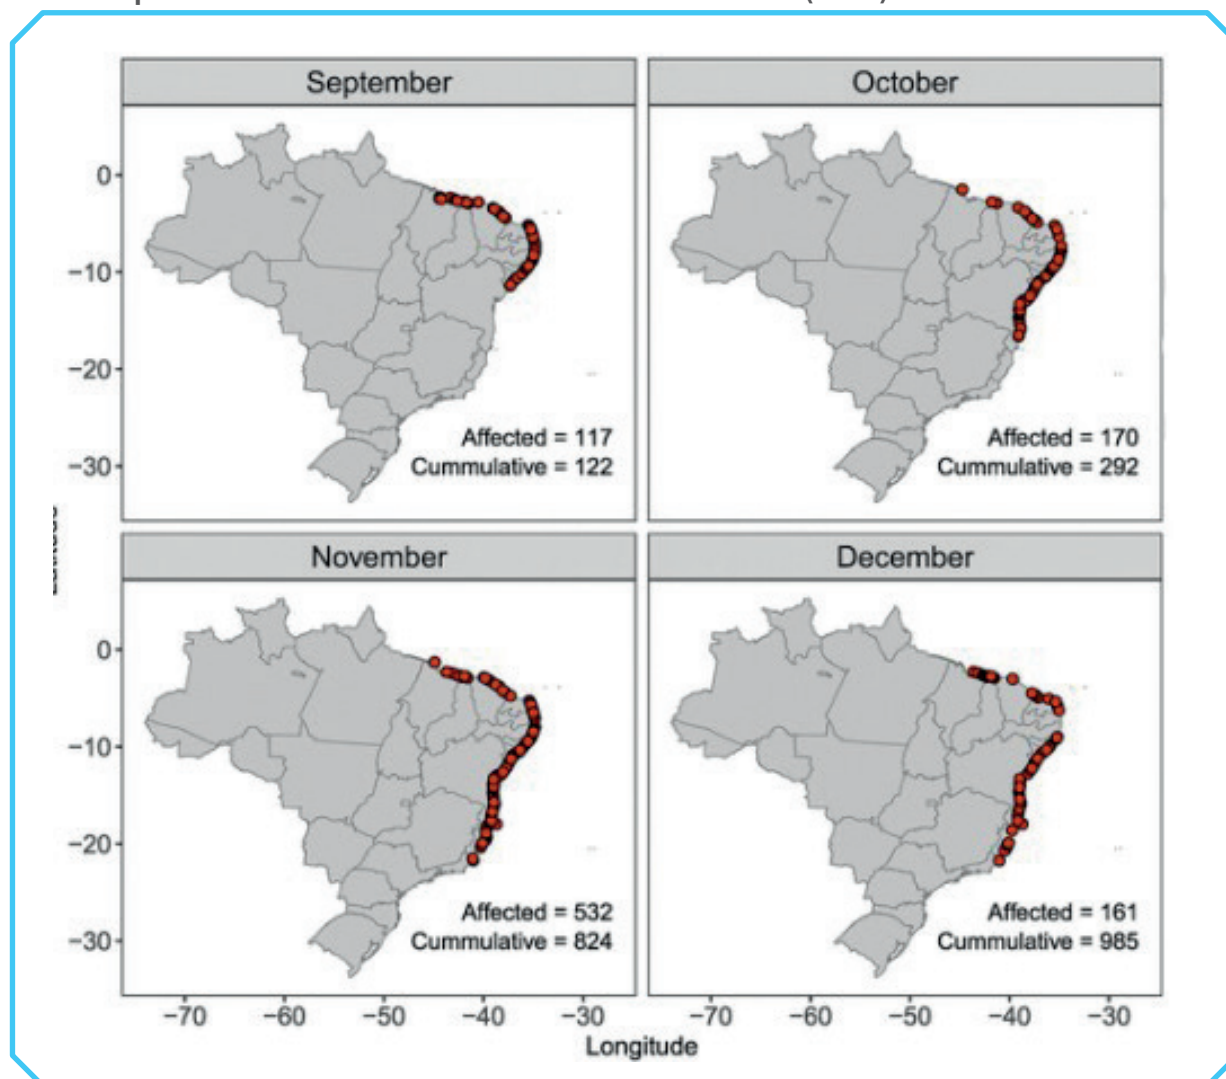 September
October
0
−10
−20
−30
Affected = 117
Cummulative = 122
Affected = 170
Cummulative = 292
November
December
0
−10
−20
−30
Affected = 532
Cummulative = 824
Affected = 161
Cummulative = 985
−70 −60 −50 −40 −30
−70 −60 −50 −40 −30
Longitude